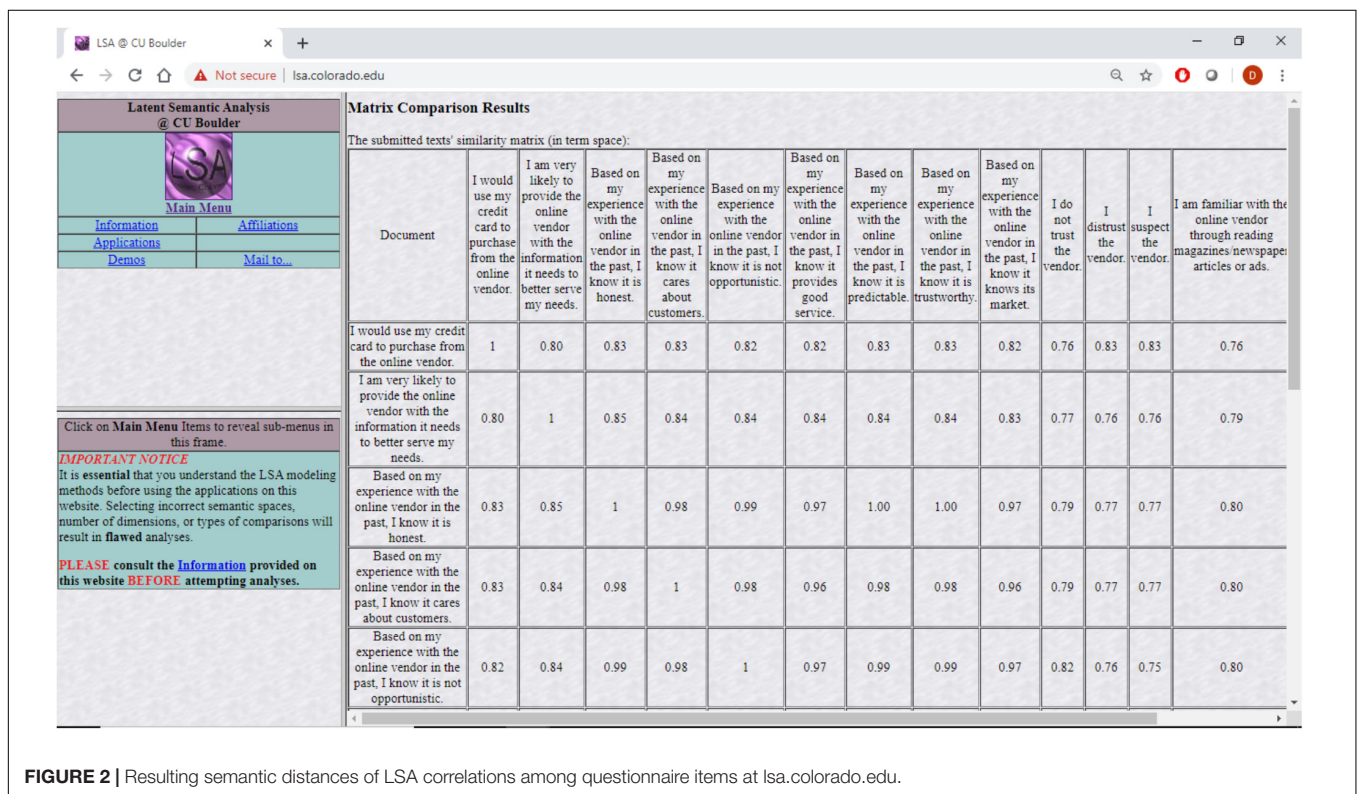 LSA @ CU Boulder
Not secure | lsa.colorado.edu
D
Latent Semantic Analysis
@ CU Boulder
LSA
Main Menu
Information Affiliations
Applications
Demos Mail to...
Click on Main Menu Items to reveal sub-menus in
this frame.
IMPORTANT NOTICE
It is essential that you understand the LSA modeling
methods before using the applications on this
website. Selecting incorrect semantic spaces,
number of dimensions, or types of comparisons will
result in flawed analyses.
PLEASE consult the Information provided on
this website BEFORE attempting analyses.
Matrix Comparison Results
The submitted texts' similarity matrix (in term space):
Document
I would
use my
credit
card to
purchase
from the
online
vendor.
I am very
likely to
provide the
online
vendor
with the
information
it needs to
better serve
my needs.
Based on
my
experience
with the
online
vendor in
the past, I
know it is
honest.
Based on
my
experience
with the
online
vendor in
the past, I
know it
cares
about
customers.
Based on my
experience
with the
online vendor
in the past, I
know it is not
opportunistic.
Based on
my
experience
with the
online
vendor in
the past, I
know it
provides
good
service.
Based on
my
experience
with the
online
vendor in
the past, I
know it is
predictable.
Based on
my
experience
with the
online
vendor in
the past, I
know it is
trustworthy.
Based on
my
experience
with the
online
vendor in
the past, I
know it
knows its
market.
I do
not
trust
the
vendor.
I
distrust
the
vendor.
I
suspect
the
vendor.
I am familiar with the
online vendor
through reading
magazines/newspape
articles or ads.
I would use my credit
card to purchase from
the online vendor.
1 0.80 0.83 0.83 0.82 0.82 0.83 0.83 0.82 0.76 0.83 0.83 0.76
I am very likely to
provide the online
vendor with the
information it needs
to better serve my
needs.
0.80 1 0.85 0.84 0.84 0.84 0.84 0.84 0.83 0.77 0.76 0.76 0.79
Based on my
experience with the
online vendor in the
past, I know it is
honest.
0.83 0.85 1 0.98 0.99 0.97 1.00 1.00 0.97 0.79 0.77 0.77 0.80
Based on my
experience with the
online vendor in the
past, I know it cares
about customers.
0.83 0.84 0.98 1 0.98 0.96 0.98 0.98 0.96 0.79 0.77 0.77 0.80
Based on my
experience with the
online vendor in the
past, I know it is not
opportunistic.
0.82 0.84 0.99 0.98 1 0.97 0.99 0.99 0.97 0.82 0.76 0.75 0.80
FIGURE 2 | Resulting semantic distances of LSA correlations among questionnaire items at lsa.colorado.edu.